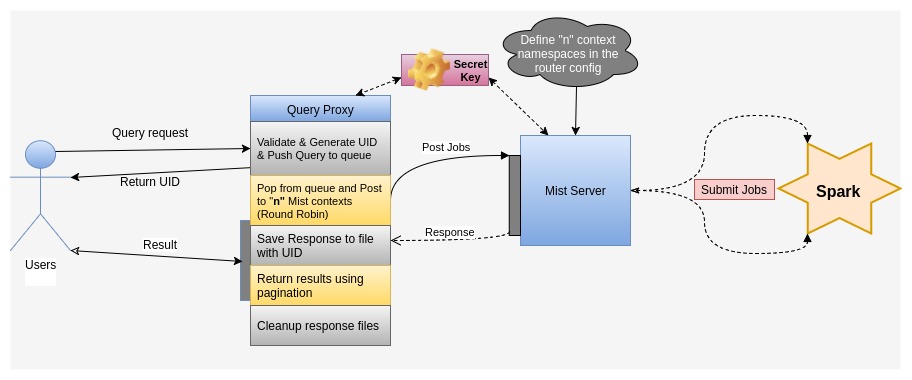 Define "n" context
namespaces in the
router config
Secret
Key
Query Proxy
Query request
Validate & Generate UID
& Push Query to queue
Return UID
Post Jobs
Pop from queue and Post
to "n" Mist contexts
(Round Robin)
Mist Server
Submit Jobs
Spark
Response
Result
Save Response to file
with UID
Users
Return results using
pagination
Cleanup response files